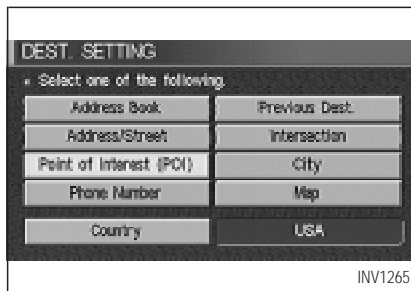 DEST. SETTING
Select one of the following.
Address Book Previous Dest.
Address/Street Intersection
Point of Interest (POI) City
Phone Number Map
Country USA
INV1265